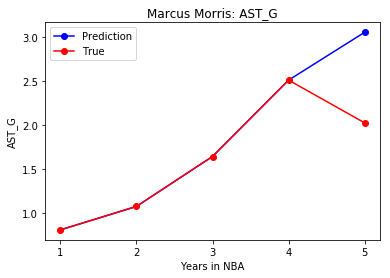 Marcus Morris: AST_G
Prediction
True
3.0
2.5
2.0
1.5
1.0
AST_G
1 2 3 4 5
Years in NBA